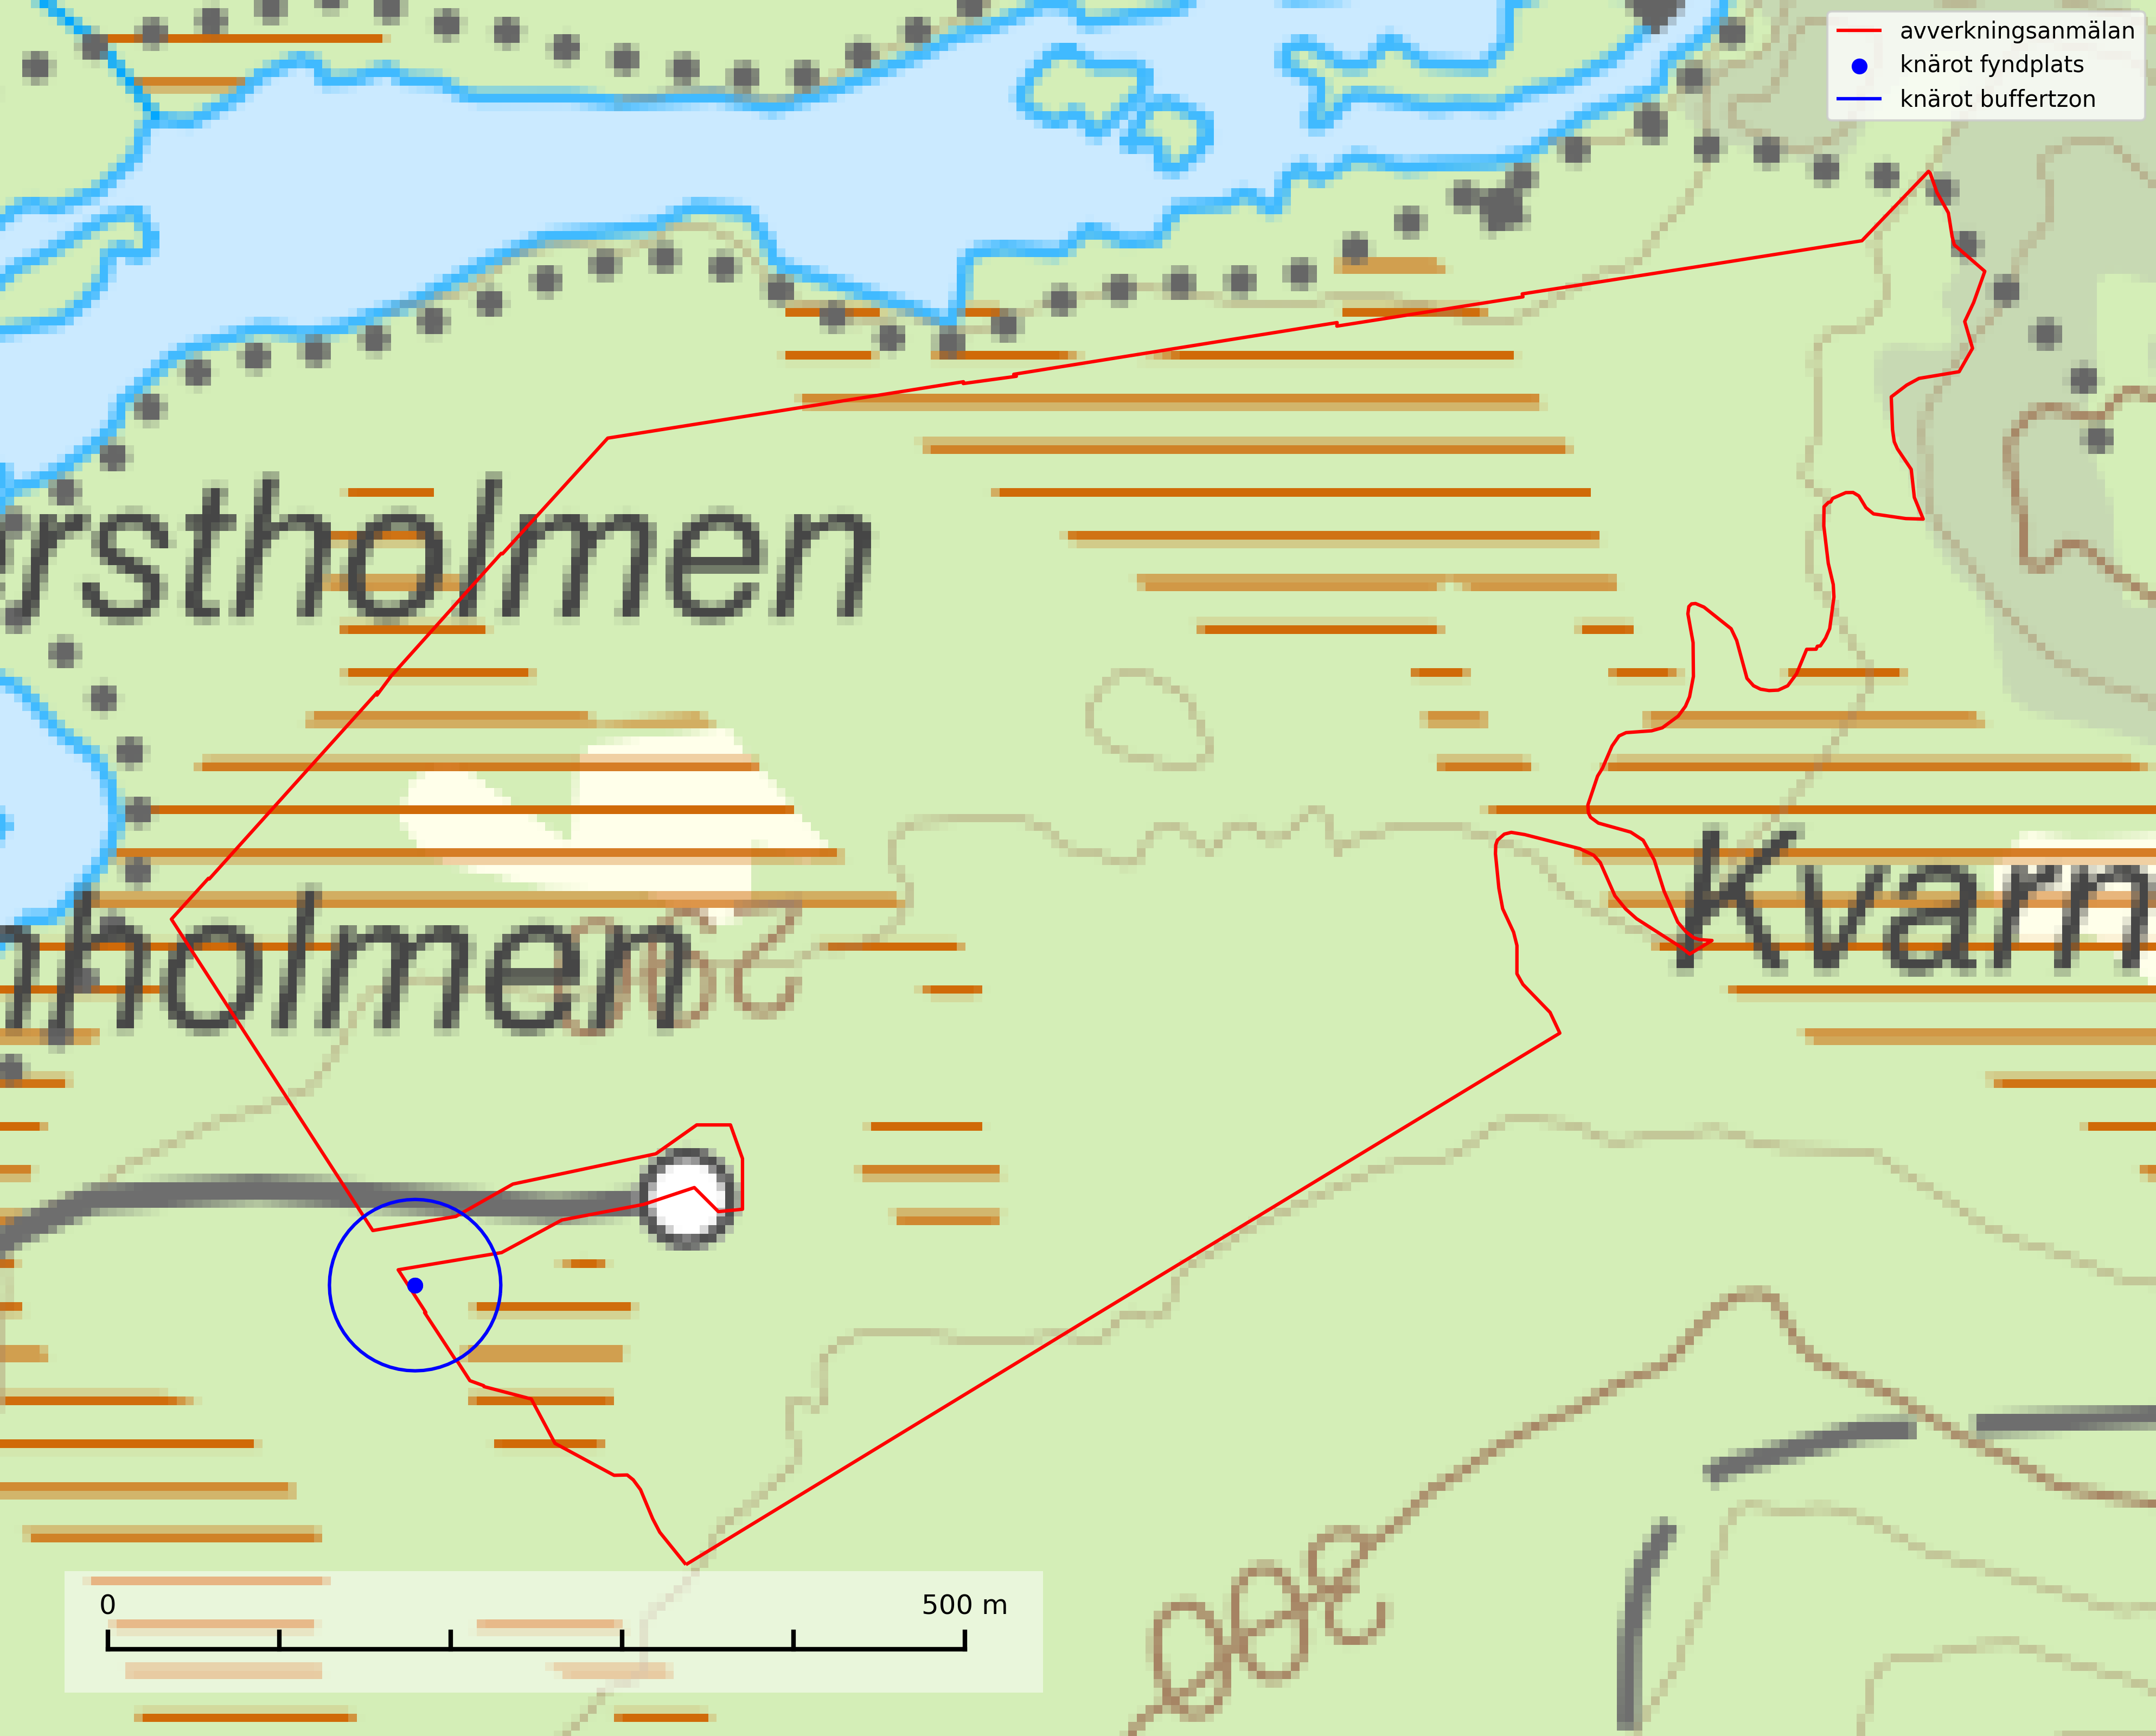 avverkningsanmälan
knärot fyndplats
knärot buffertzon
rstholmen
holmen
Kvarn
0 500 m